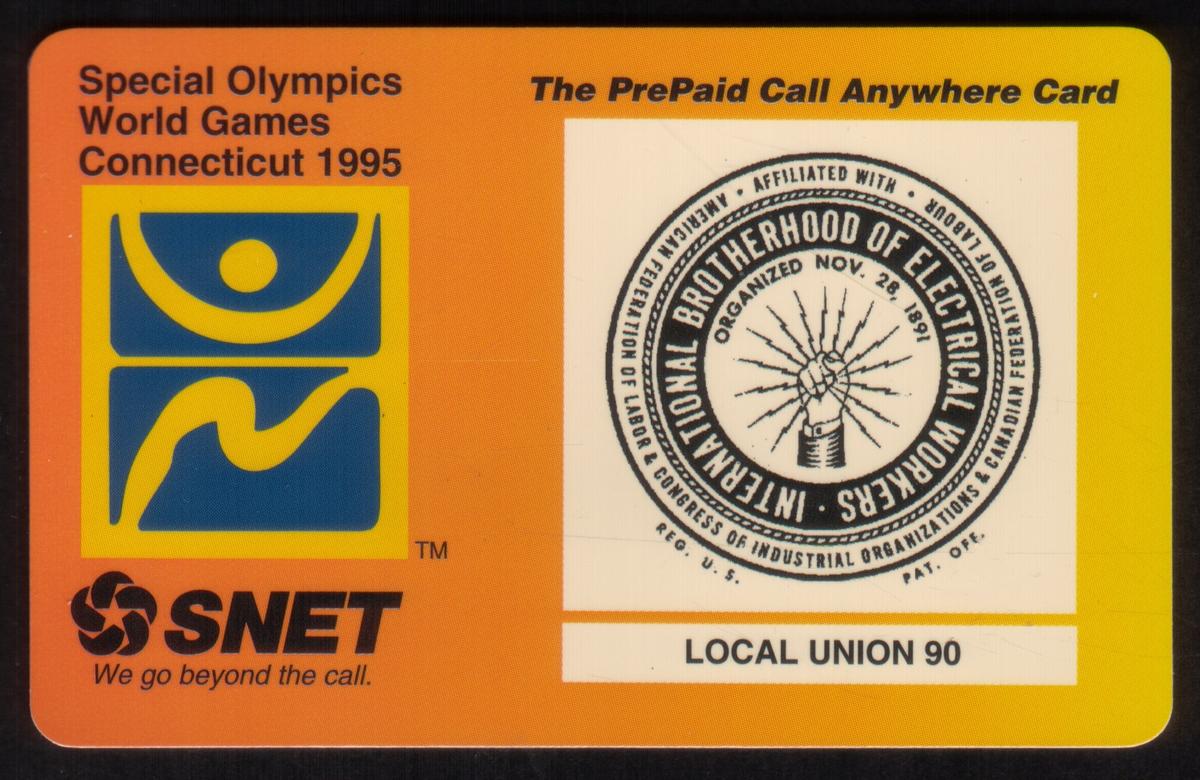 Special Olympics
World Games
Connecticut 1995
TM
SNET
We go beyond the call.
The PrePaid Call Anywhere Card
• AFFILIATED WITH •
AMERICAN FEDERATION OF LABOR & CONGRESS OF INDUSTRIAL ORGANIZATIONS & CANADIAN FEDERATION OF LABOUR
INTERNATIONAL BROTHERHOOD OF ELECTRICAL WORKERS •
ORGANIZED NOV. 28, 1891
REG. U. S. PAT. OFF.
LOCAL UNION 90